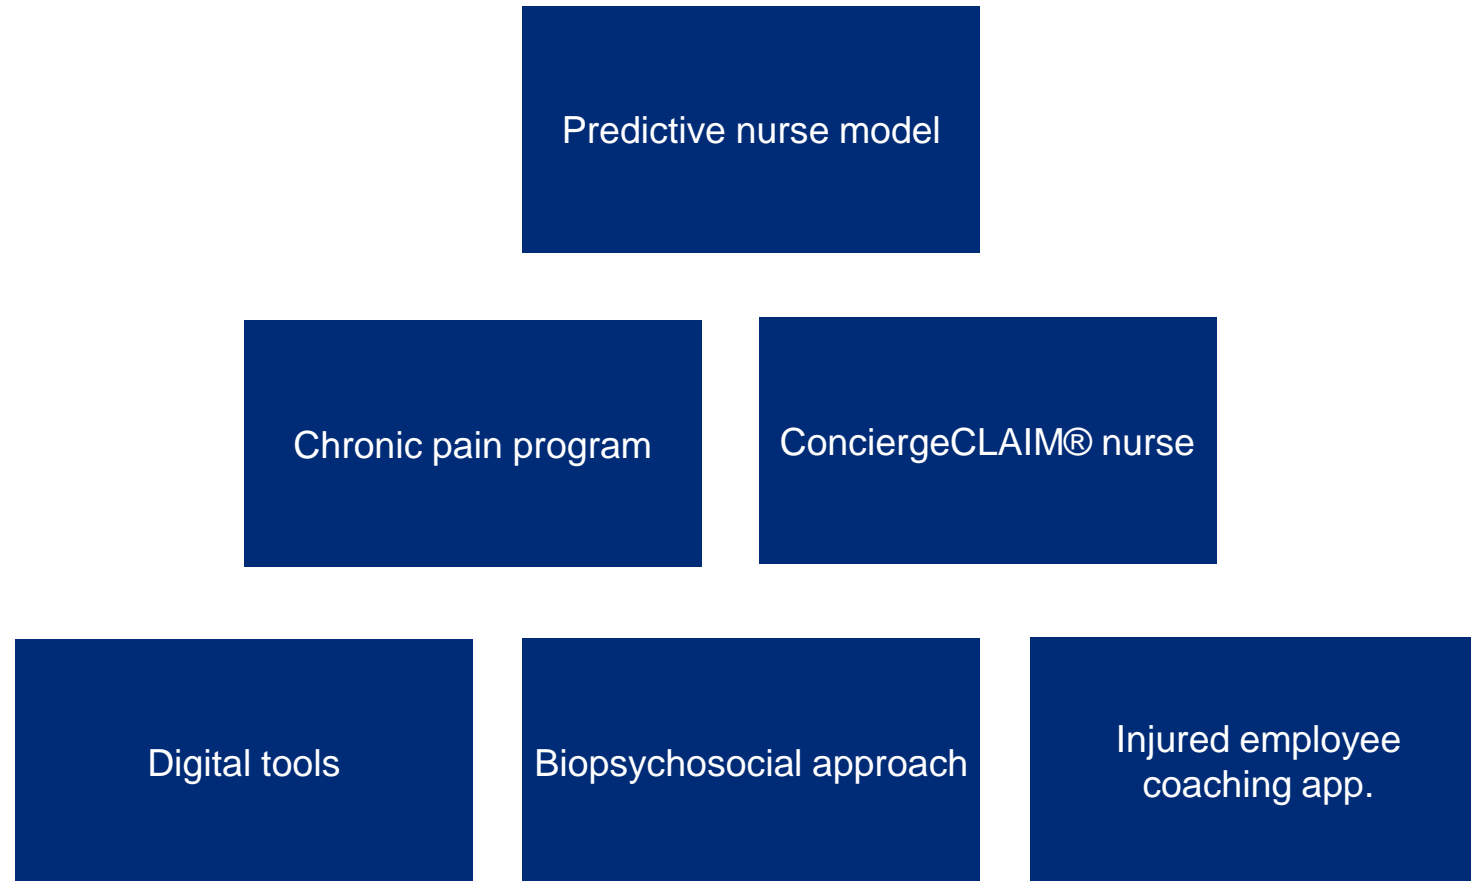 Predictive nurse model
Chronic pain program
ConciergeCLAIM® nurse
Digital tools
Biopsychosocial approach
Injured employee
coaching app.